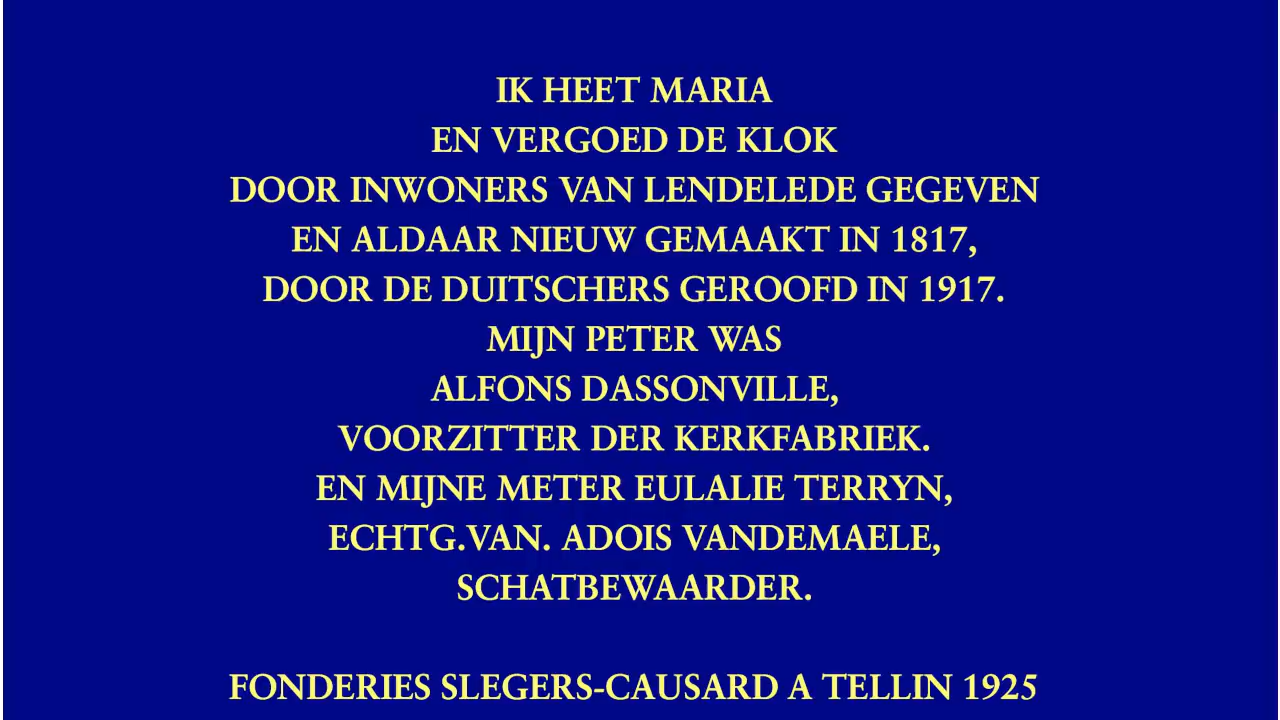 IK HEET MARIA
EN VERGOED DE KLOK
DOOR INWONERS VAN LENDELEDE GEGEVEN
EN ALDAAR NIEUW GEMAAKT IN 1817,
DOOR DE DUITSCHERS GEROOFD IN 1917.
MIJN PETER WAS
ALFONS DASSONVILLE,
VOORZITTER DER KERKFABRIEK.
EN MIJNE METER EULALIE TERRYN,
ECHTG.VAN. ADOIS VANDEMAELE,
SCHATBEWAARDER.
FONDERIES SLEGERS-CAUSARD A TELLIN 1925